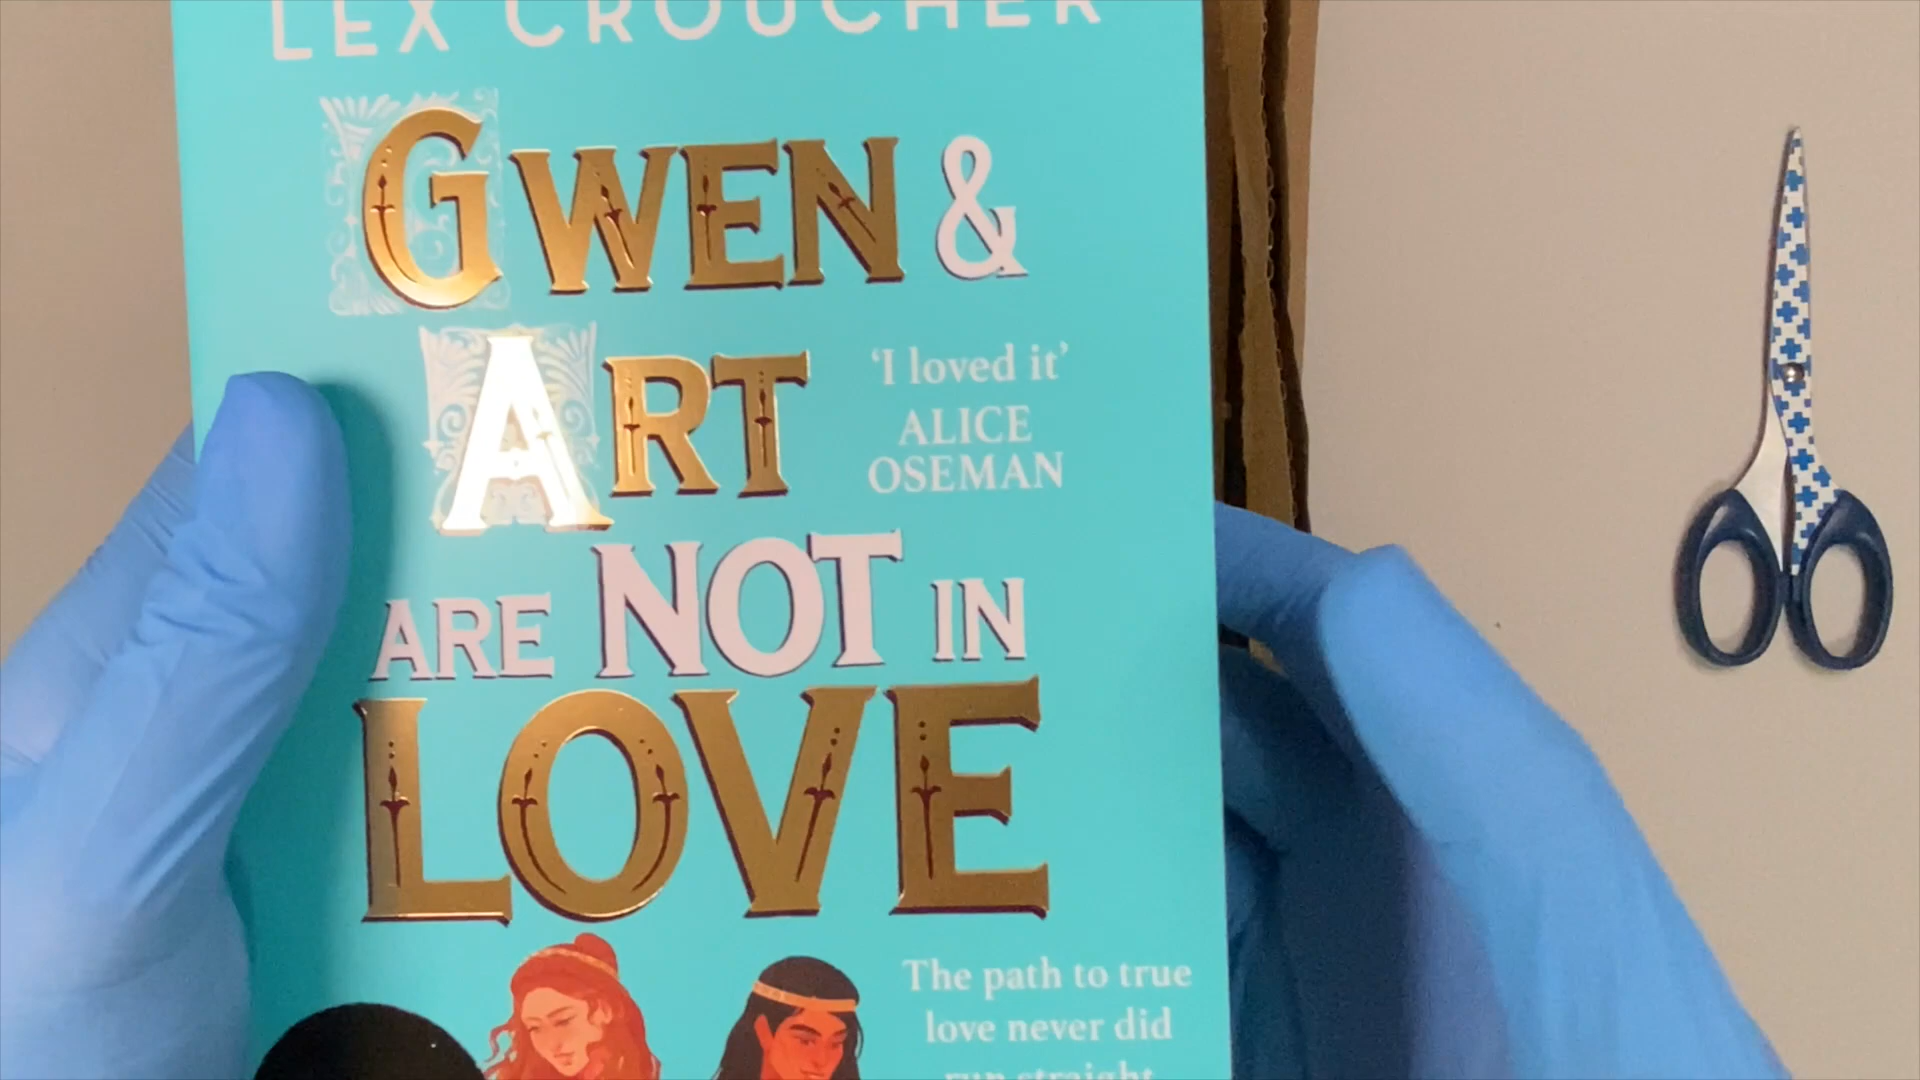 LEX CROUCHER
GWEN &
ART
'I loved it'
ALICE
OSEMAN
ARE NOT IN
LOVE
The path to true
love never did
run straight